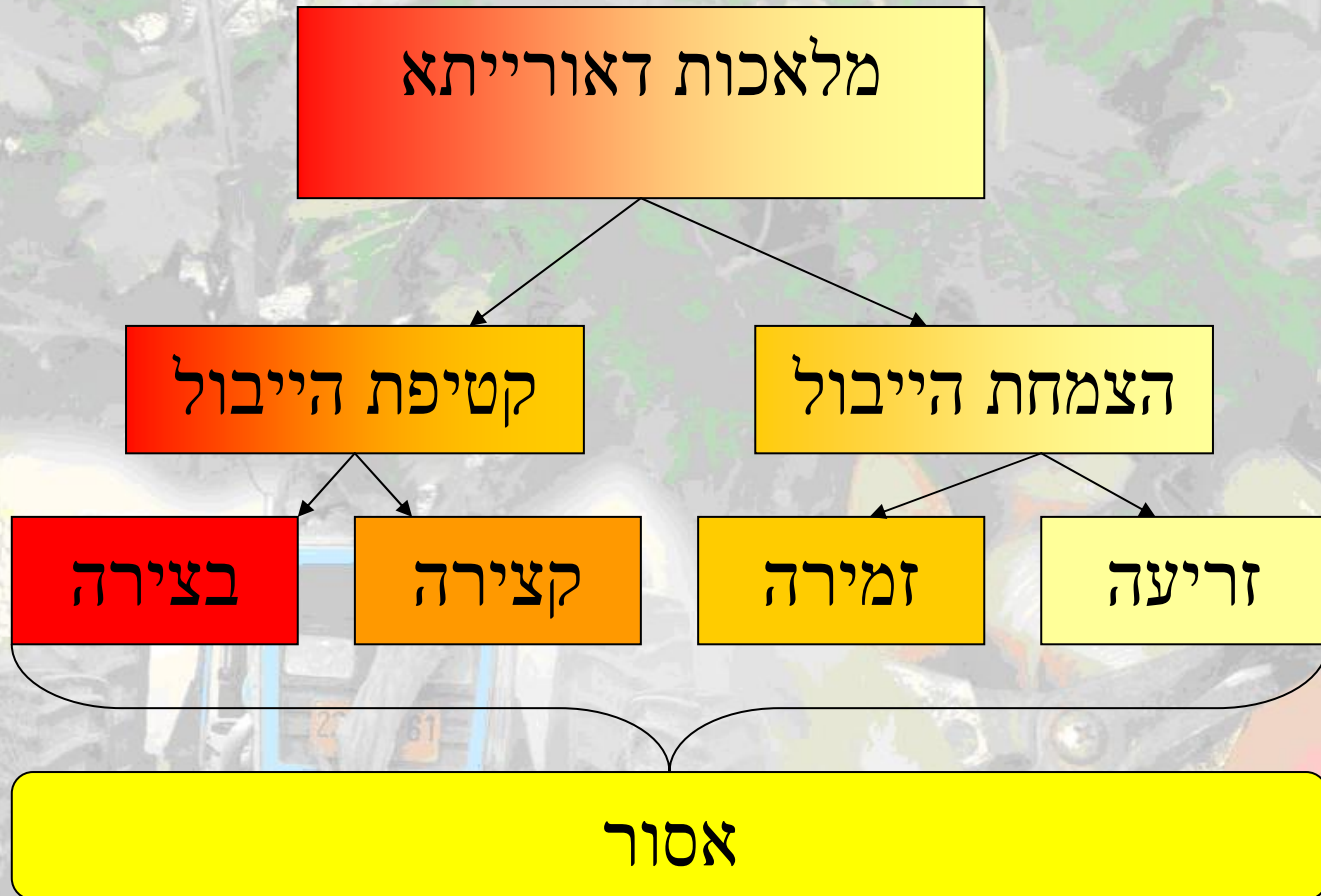 מלאכות דאורייתא
הצמחת הייבול
קטיפת הייבול
זריעה
זמירה
קצירה
בצירה
אסור